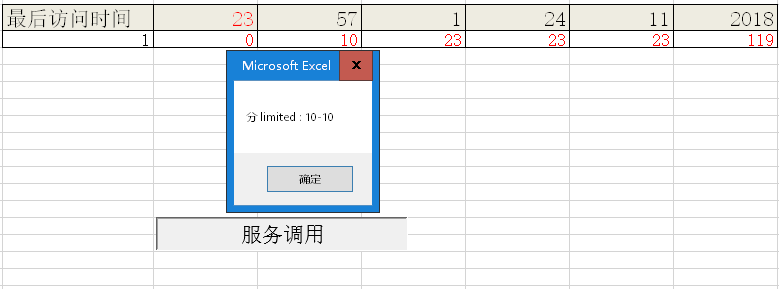 最后访问时间 23 57 1 24 11 2018
1 0 10 23 23 23 119
Microsoft Excel x
分 limited : 10-10
确定
服务调用